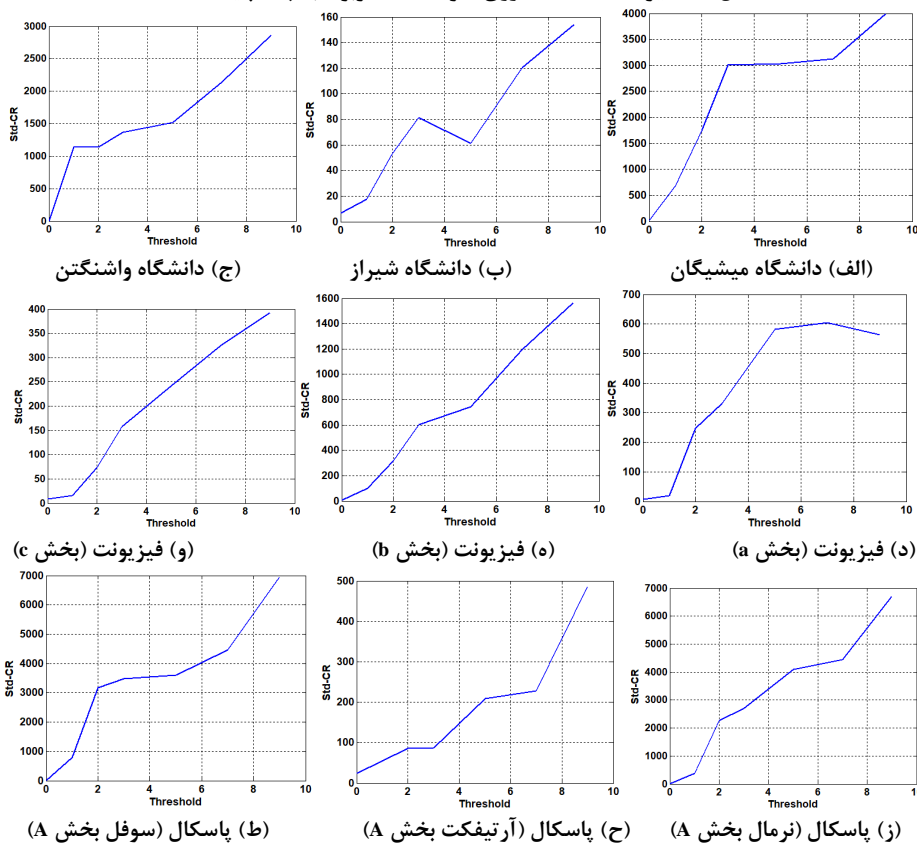 4000
3500
3000
2500
2000
1500
1000
500
0
Std-CR
0 2 4 6 8 10
Threshold
(الف) دانشگاه میشیگان
160
140
120
100
80
60
40
20
0
Std-CR
0 2 4 6 8 10
Threshold
(ب) دانشگاه شیراز
3000
2500
2000
1500
1000
500
0
Std-CR
0 2 4 6 8 10
Threshold
(ج) دانشگاه واشنگتن
700
600
500
400
300
200
100
0
Std-CR
0 2 4 6 8 10
Threshold
(د) فیزیونت (بخش a)
1600
1400
1200
1000
800
600
400
200
0
Std-CR
0 2 4 6 8 10
Threshold
(ه) فیزیونت (بخش b)
400
350
300
250
200
150
100
50
0
Std-CR
0 2 4 6 8 10
Threshold
(و) فیزیونت (بخش c)
7000
6000
5000
4000
3000
2000
1000
0
Std-CR
0 2 4 6 8
Threshold
(ز) پاسکال (نرمال بخش A)
500
400
300
200
100
0
Std-CR
0 2 4 6 8 10
Threshold
(ح) پاسکال (آرتیفکت بخش A)
7000
6000
5000
4000
3000
2000
1000
0
Std-CR
0 2 4 6 8 10
Threshold
(ط) پاسکال (سوفل بخش A)